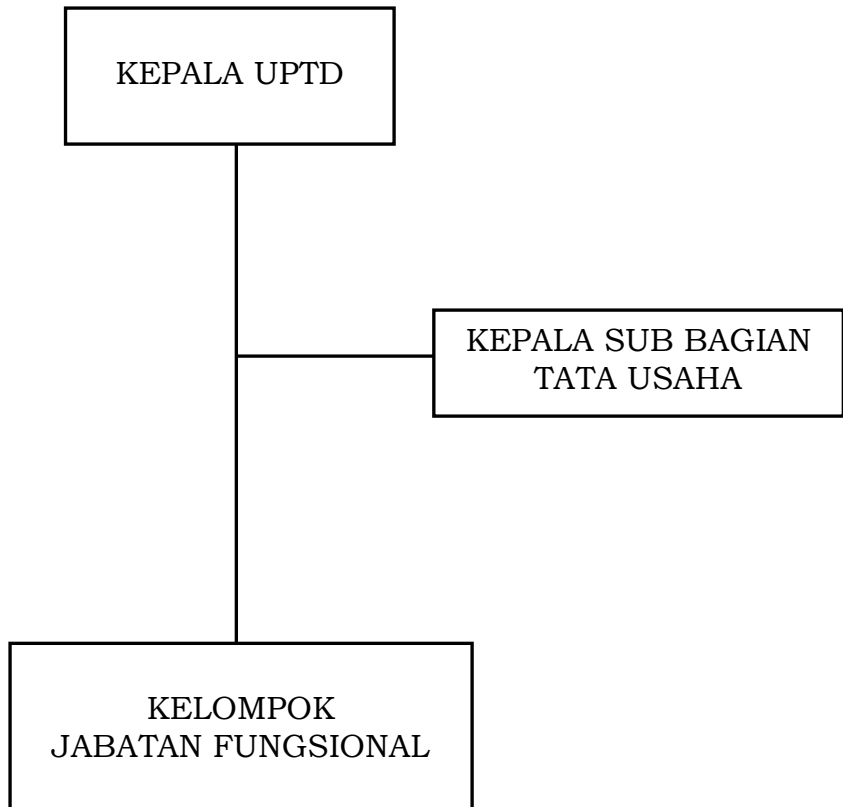 KEPALA UPTD
KEPALA SUB BAGIAN
TATA USAHA
KELOMPOK
JABATAN FUNGSIONAL